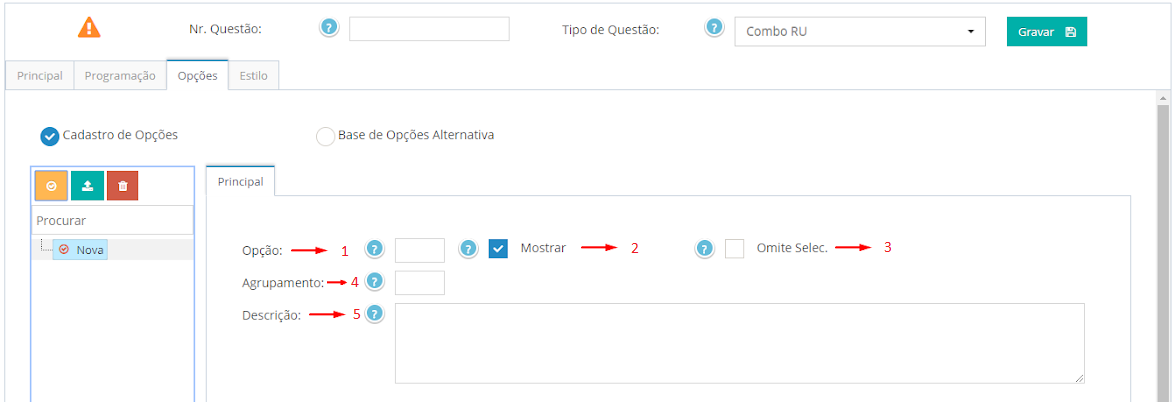 Nr. Questão: ? Tipo de Questão: ? Combo RU Gravar
Principal Programação Opções Estilo
Cadastro de Opções Base de Opções Alternativa
Principal
Procurar
Nova
Opção: 1 ? ? Mostrar 2 ? Omite Selec. 3
Agrupamento: 4 ?
Descrição: 5 ?